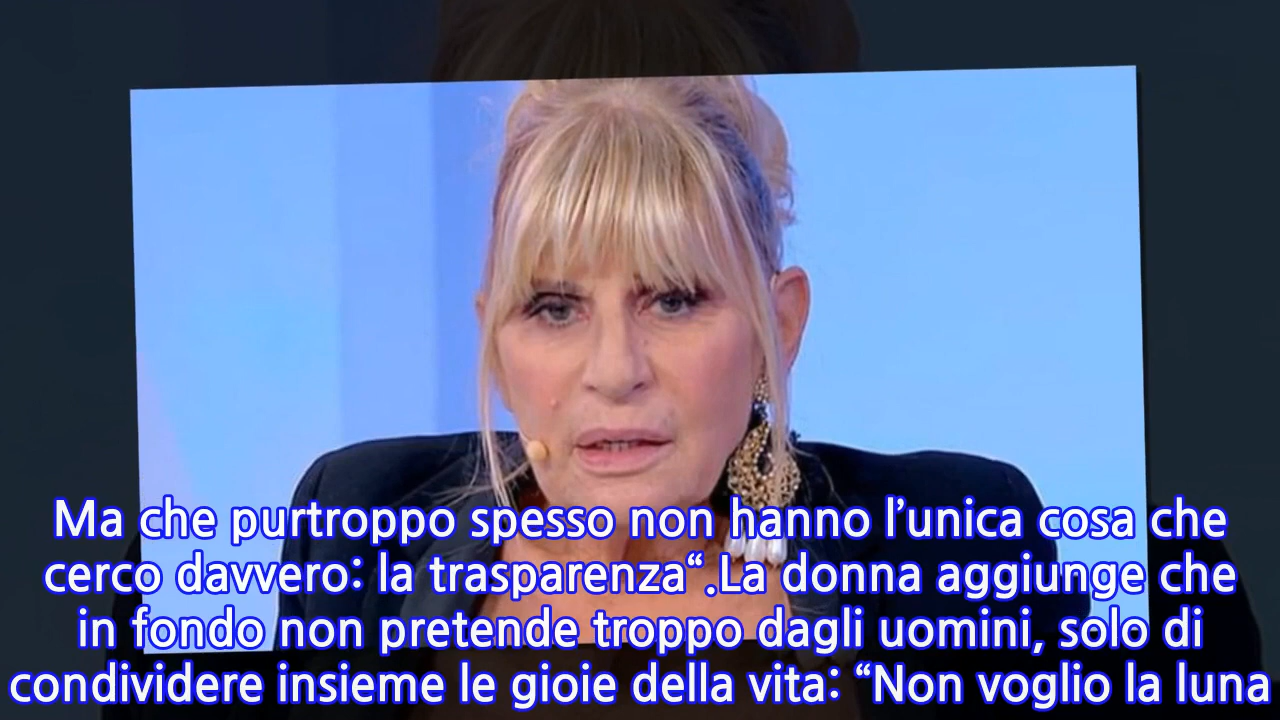 Ma che purtroppo spesso non hanno l’unica cosa che
cerco davvero: la trasparenza“.La donna aggiunge che
in fondo non pretende troppo dagli uomini, solo di
condividere insieme le gioie della vita: “Non voglio la luna